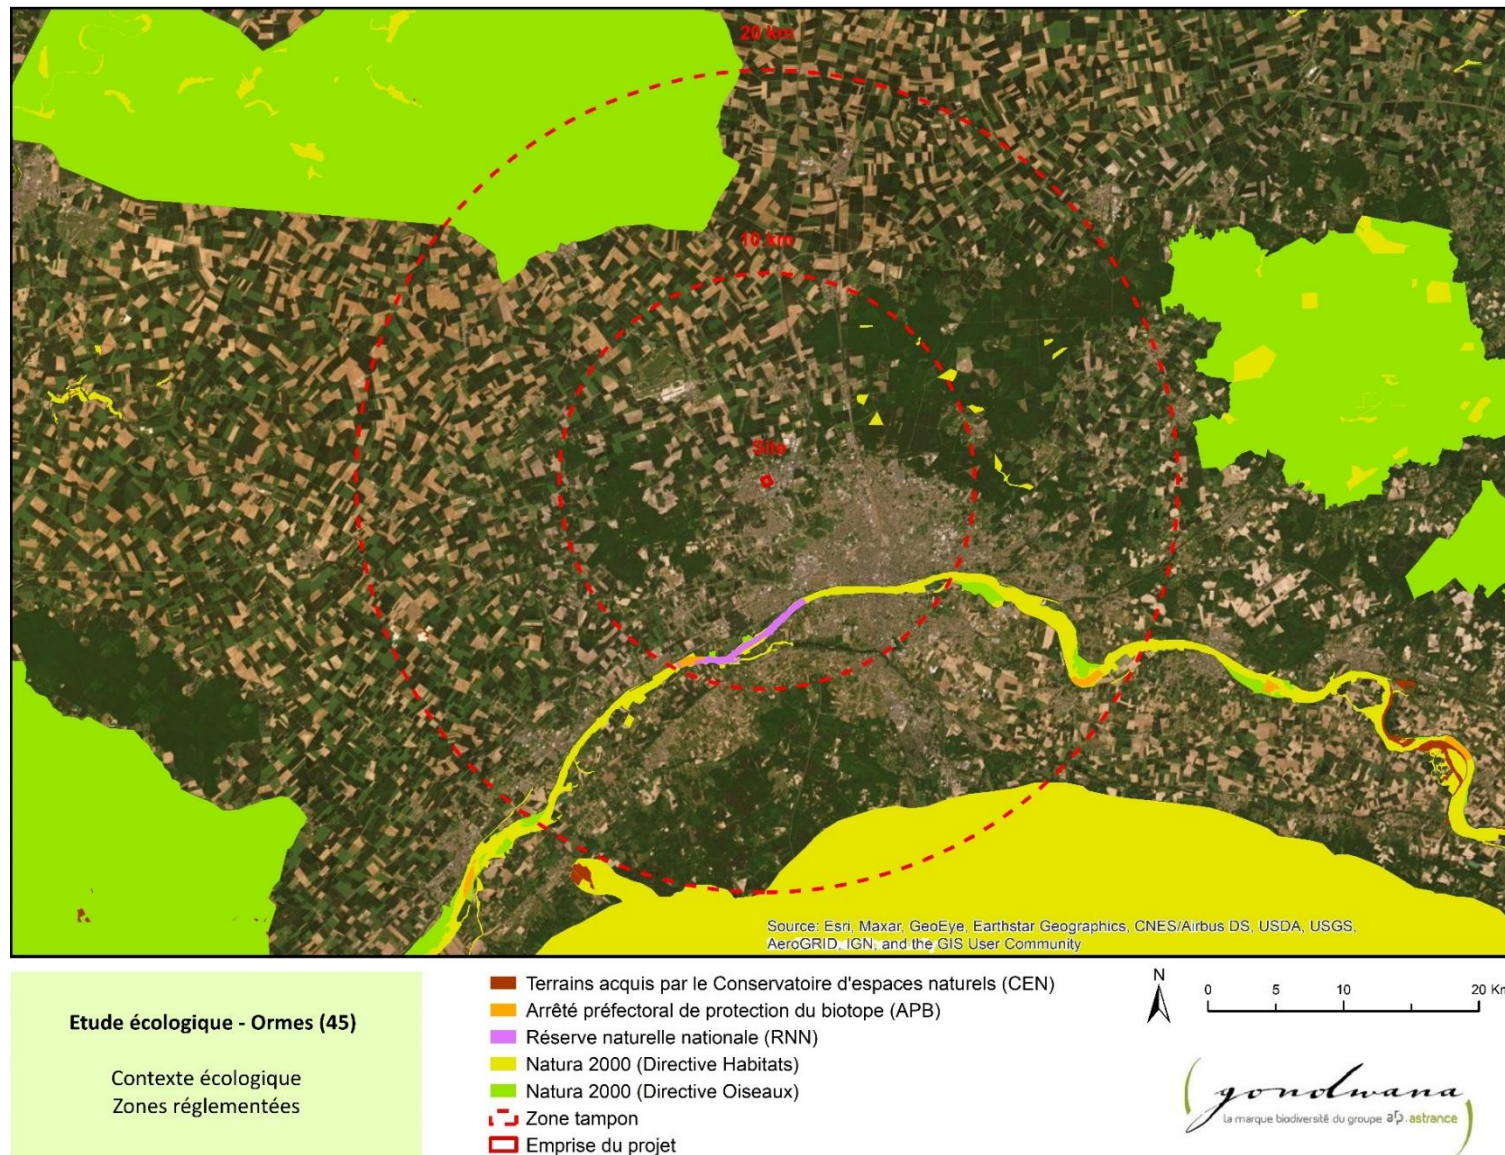 20 km
10 km
Site
Source: Esri, Maxar, GeoEye, Earthstar Geographics, CNES/Airbus DS, USDA, USGS,
AeroGRID, IGN, and the GIS User Community
Etude écologique - Ormes (45)
Contexte écologique
Zones réglementées
Terrains acquis par le Conservatoire d'espaces naturels (CEN)
Arrêté préfectoral de protection du biotope (APB)
Réserve naturelle nationale (RNN)
Natura 2000 (Directive Habitats)
Natura 2000 (Directive Oiseaux)
Zone tampon
Emprise du projet
N
0 5 10 20 Km
gondwana
la marque biodiversité du groupe afp. astrance